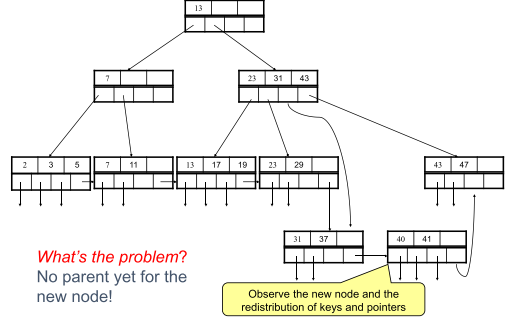 13
7
23 31 43
2 3 5
7 11
13 17 19
23 29
43 47
31 37
40 41
What's the problem?
No parent yet for the
new node!
Observe the new node and the
redistribution of keys and pointers